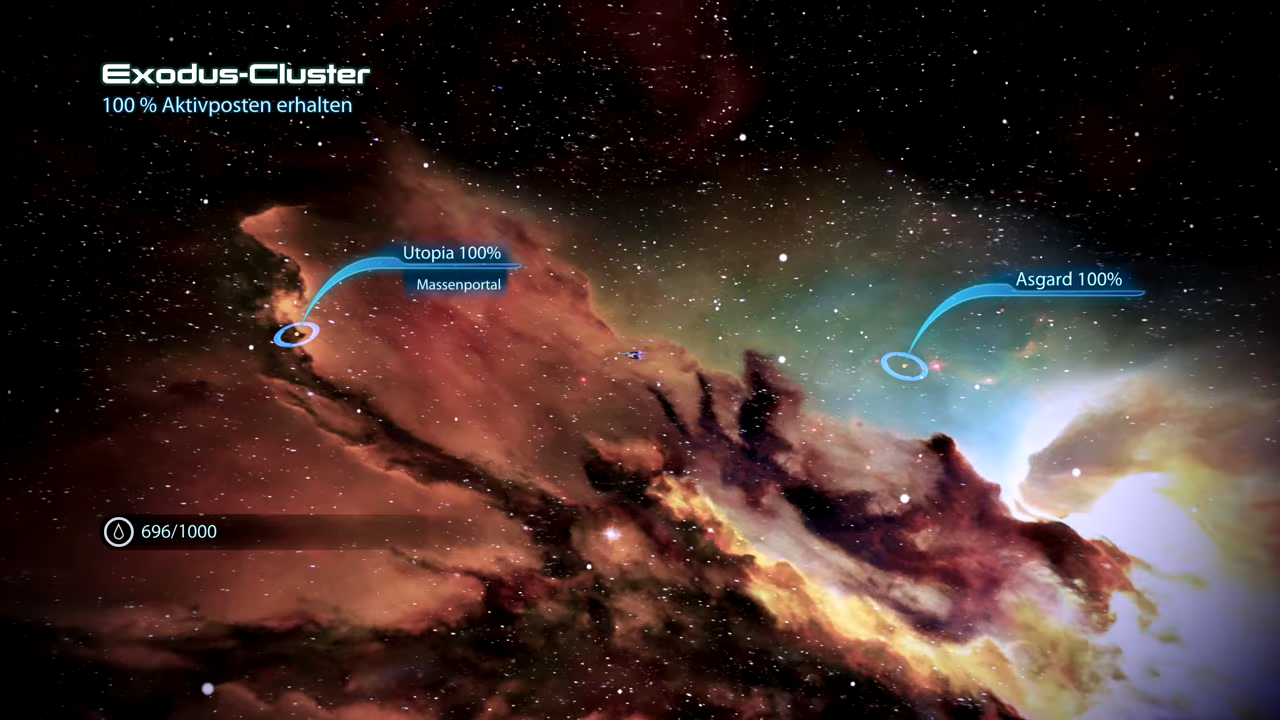 Exodus-Cluster
100 % Aktivposten erhalten
Utopia 100%
Massenportal
Asgard 100%
696/1000